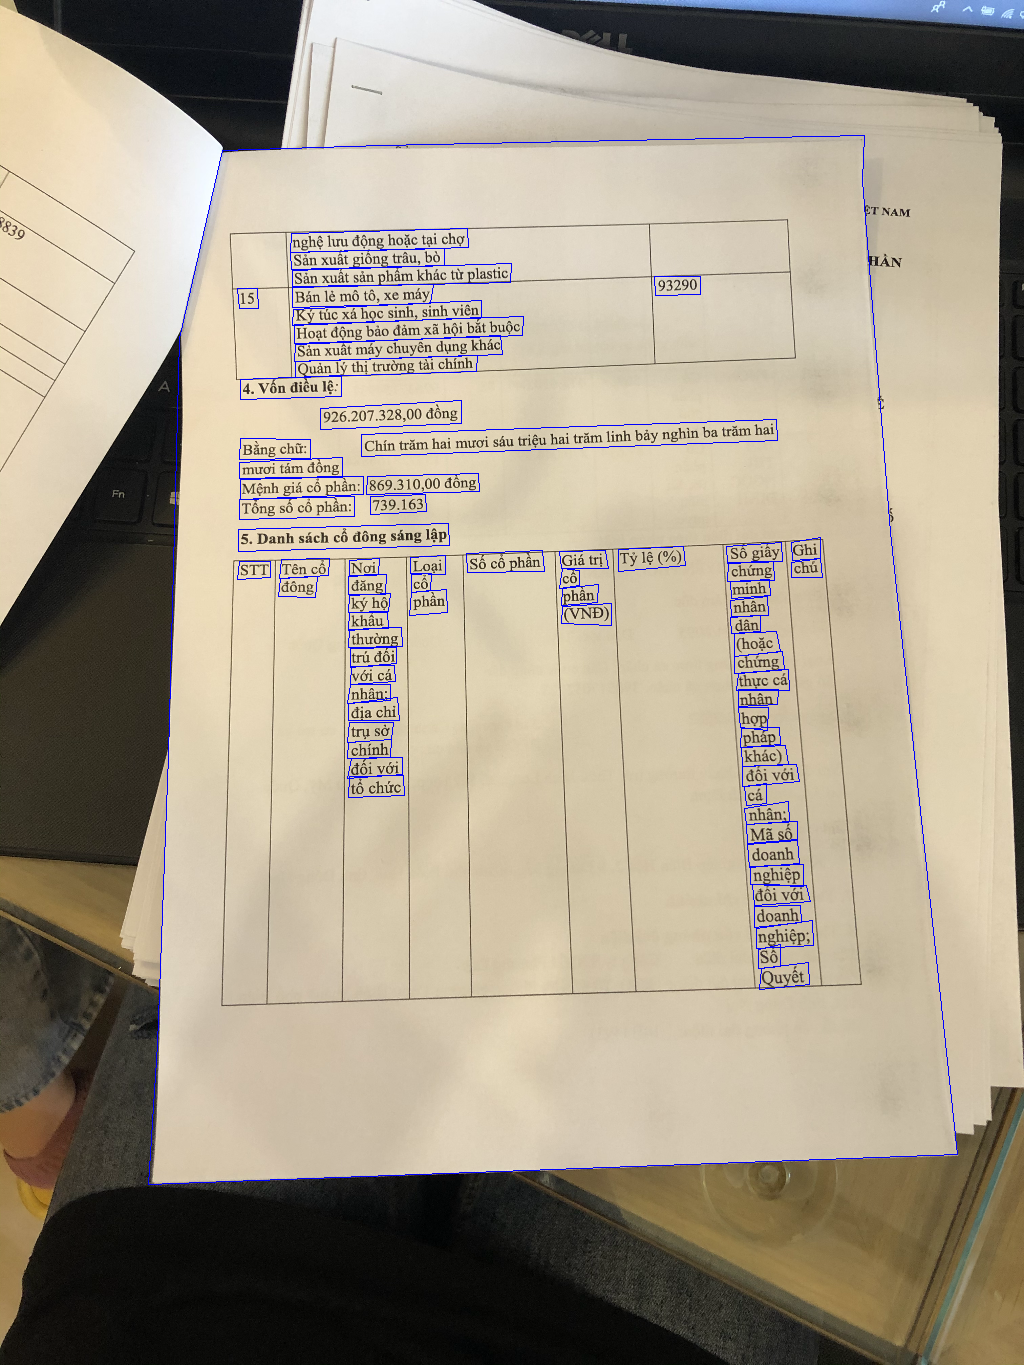 DELL
8839
ỆT NAM
HÀN
nghệ lưu động hoặc tại chợ
Sản xuất giống trâu, bò
Sản xuất sản phẩm khác từ plastic
15 Bán lẻ mô tô, xe máy 93290
Ký túc xá học sinh, sinh viên
Hoạt động bảo đảm xã hội bắt buộc
Sản xuất máy chuyên dụng khác
Quản lý thị trường tài chính
4. Vốn điều lệ:
926.207.328,00 đồng
Bằng chữ: Chín trăm hai mươi sáu triệu hai trăm linh bảy nghìn ba trăm hai
mươi tám đồng
Mệnh giá cổ phần: 869.310,00 đồng
Tổng số cổ phần: 739.163
5. Danh sách cổ đông sáng lập
STT
Tên cổ
đông
Nơi
đăng
ký hộ
khẩu
thường
trú đối
với cá
nhân;
địa chỉ
trụ sở
chính
đối với
tổ chức
Loại
cổ
phần
Số cổ phần
Giá trị
cổ
phần
(VNĐ)
Tỷ lệ (%)
Số giấy
chứng
minh
nhân
dân
(hoặc
chứng
thực cá
nhân
hợp
pháp
khác)
đối với
cá
nhân;
Mã số
doanh
nghiệp
đối với
doanh
nghiệp;
Số
Quyết
Ghi
chú
A
Fn